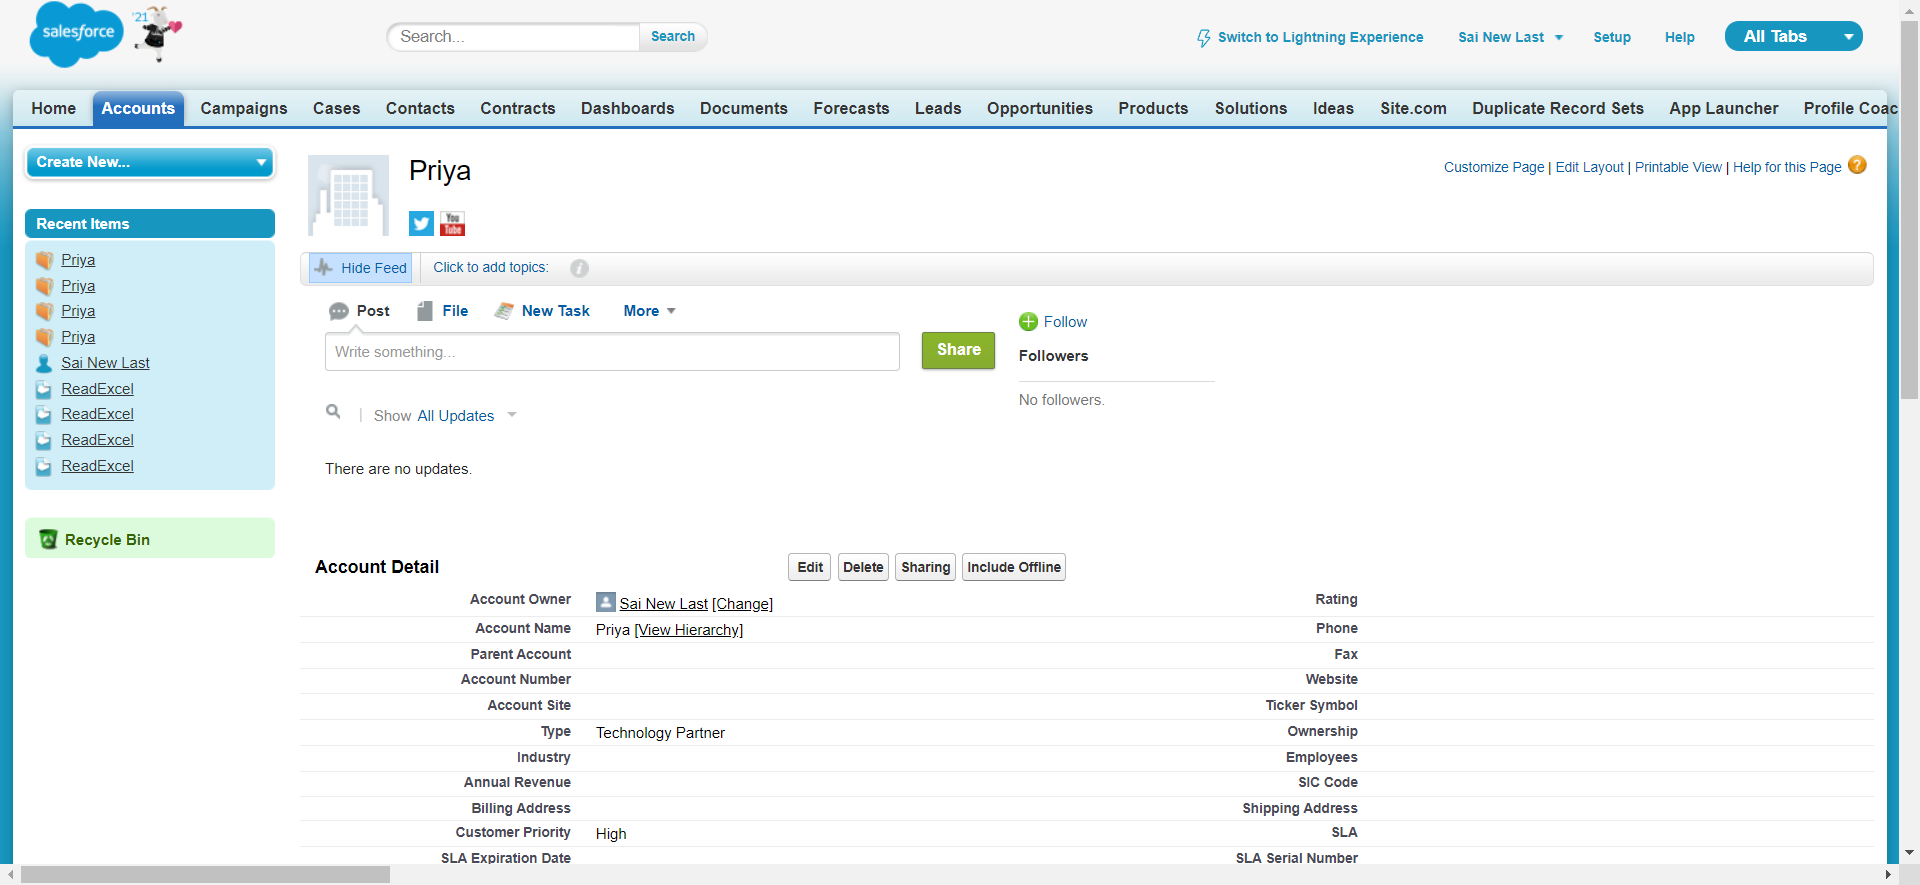 salesforce
'21
Search...
Search
Switch to Lightning Experience
Sai New Last
Setup
Help
All Tabs
Home
Accounts
Campaigns
Cases
Contacts
Contracts
Dashboards
Documents
Forecasts
Leads
Opportunities
Products
Solutions
Ideas
Site.com
Duplicate Record Sets
App Launcher
Profile Coac
Create New...
Recent Items
Priya
Priya
Priya
Priya
Sai New Last
ReadExcel
ReadExcel
ReadExcel
ReadExcel
Recycle Bin
Priya
You
Tube
Customize Page | Edit Layout | Printable View | Help for this Page ?
Hide Feed
Click to add topics:
i
Post
File
New Task
More
Write something...
Share
Follow
Followers
No followers.
Show All Updates
There are no updates.
Account Detail
Edit
Delete
Sharing
Include Offline
Account Owner Sai New Last [Change] Rating
Account Name Priya [View Hierarchy] Phone
Parent Account Fax
Account Number Website
Account Site Ticker Symbol
Type Technology Partner Ownership
Industry Employees
Annual Revenue SIC Code
Billing Address Shipping Address
Customer Priority High SLA
SLA Expiration Date SLA Serial Number